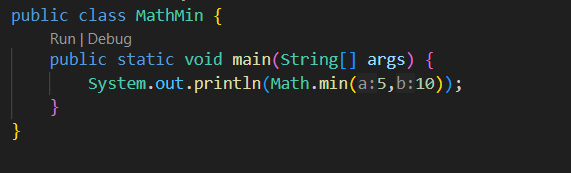 public class MathMin {
Run | Debug
public static void main(String[] args) {
System.out.println(Math.min(a:5,b:10));
}
}